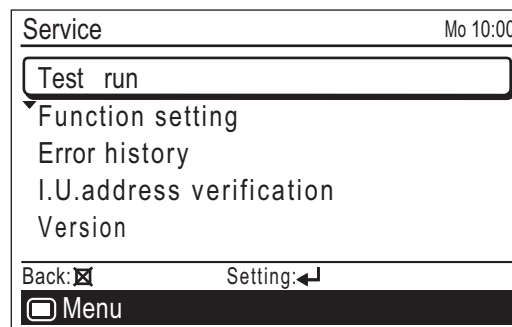 Service Mo 10:00
Test run
Function setting
Error history
I.U.address verification
Version
Back: Setting:
Menu